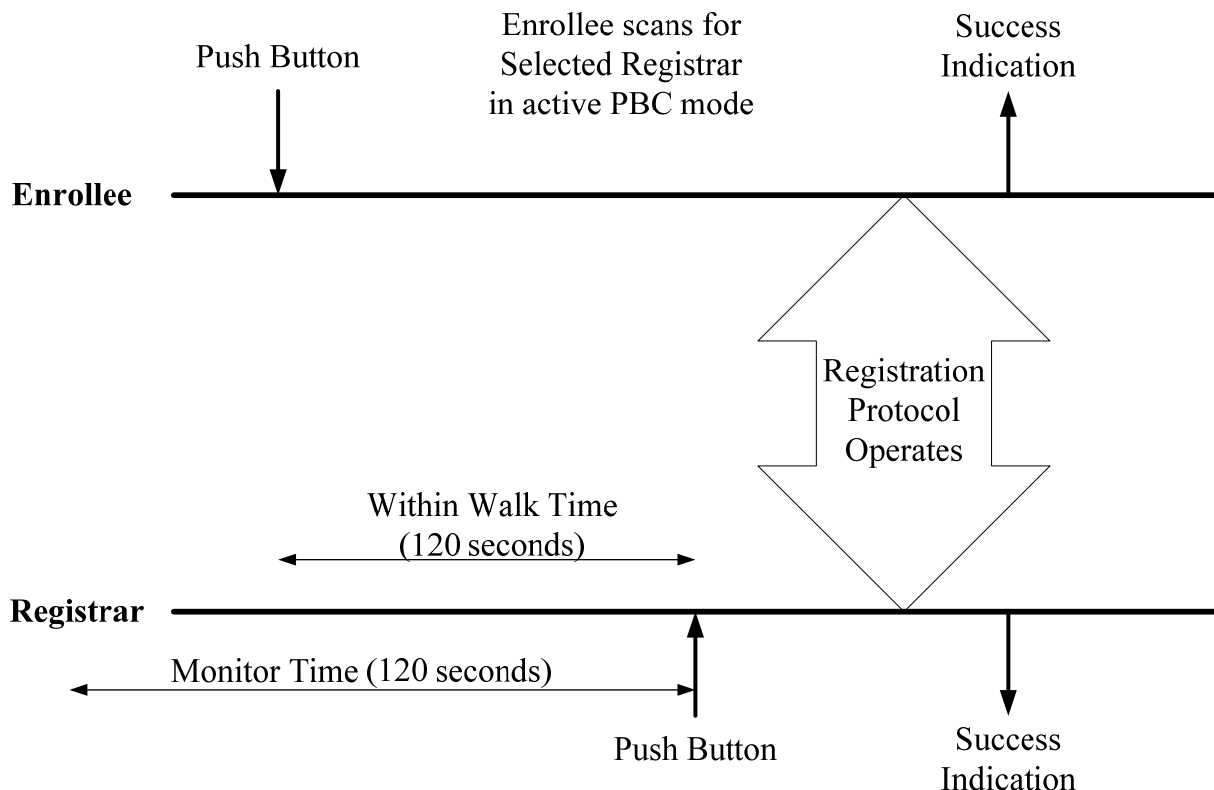 Push Button
Enrollee scans for
Selected Registrar
in active PBC mode
Success
Indication
Enrollee
Registration
Protocol
Operates
Within Walk Time
(120 seconds)
Registrar
Monitor Time (120 seconds)
Push Button
Success
Indication